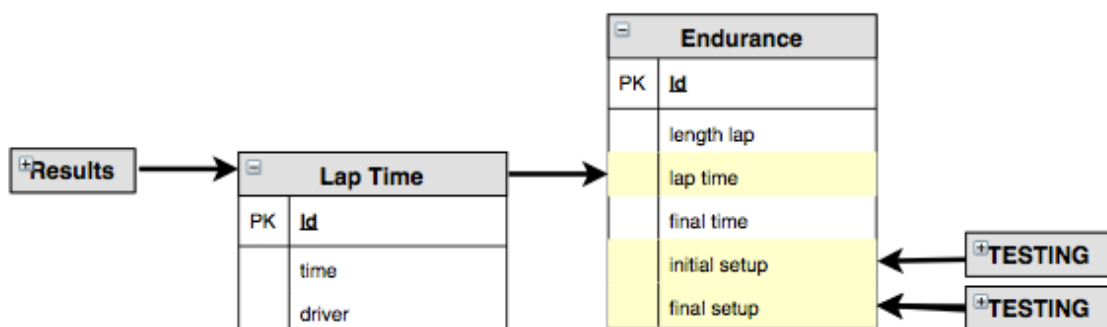 Results
Lap Time
PK Id
time
driver
Endurance
PK Id
length lap
lap time
final time
initial setup
final setup
TESTING
TESTING